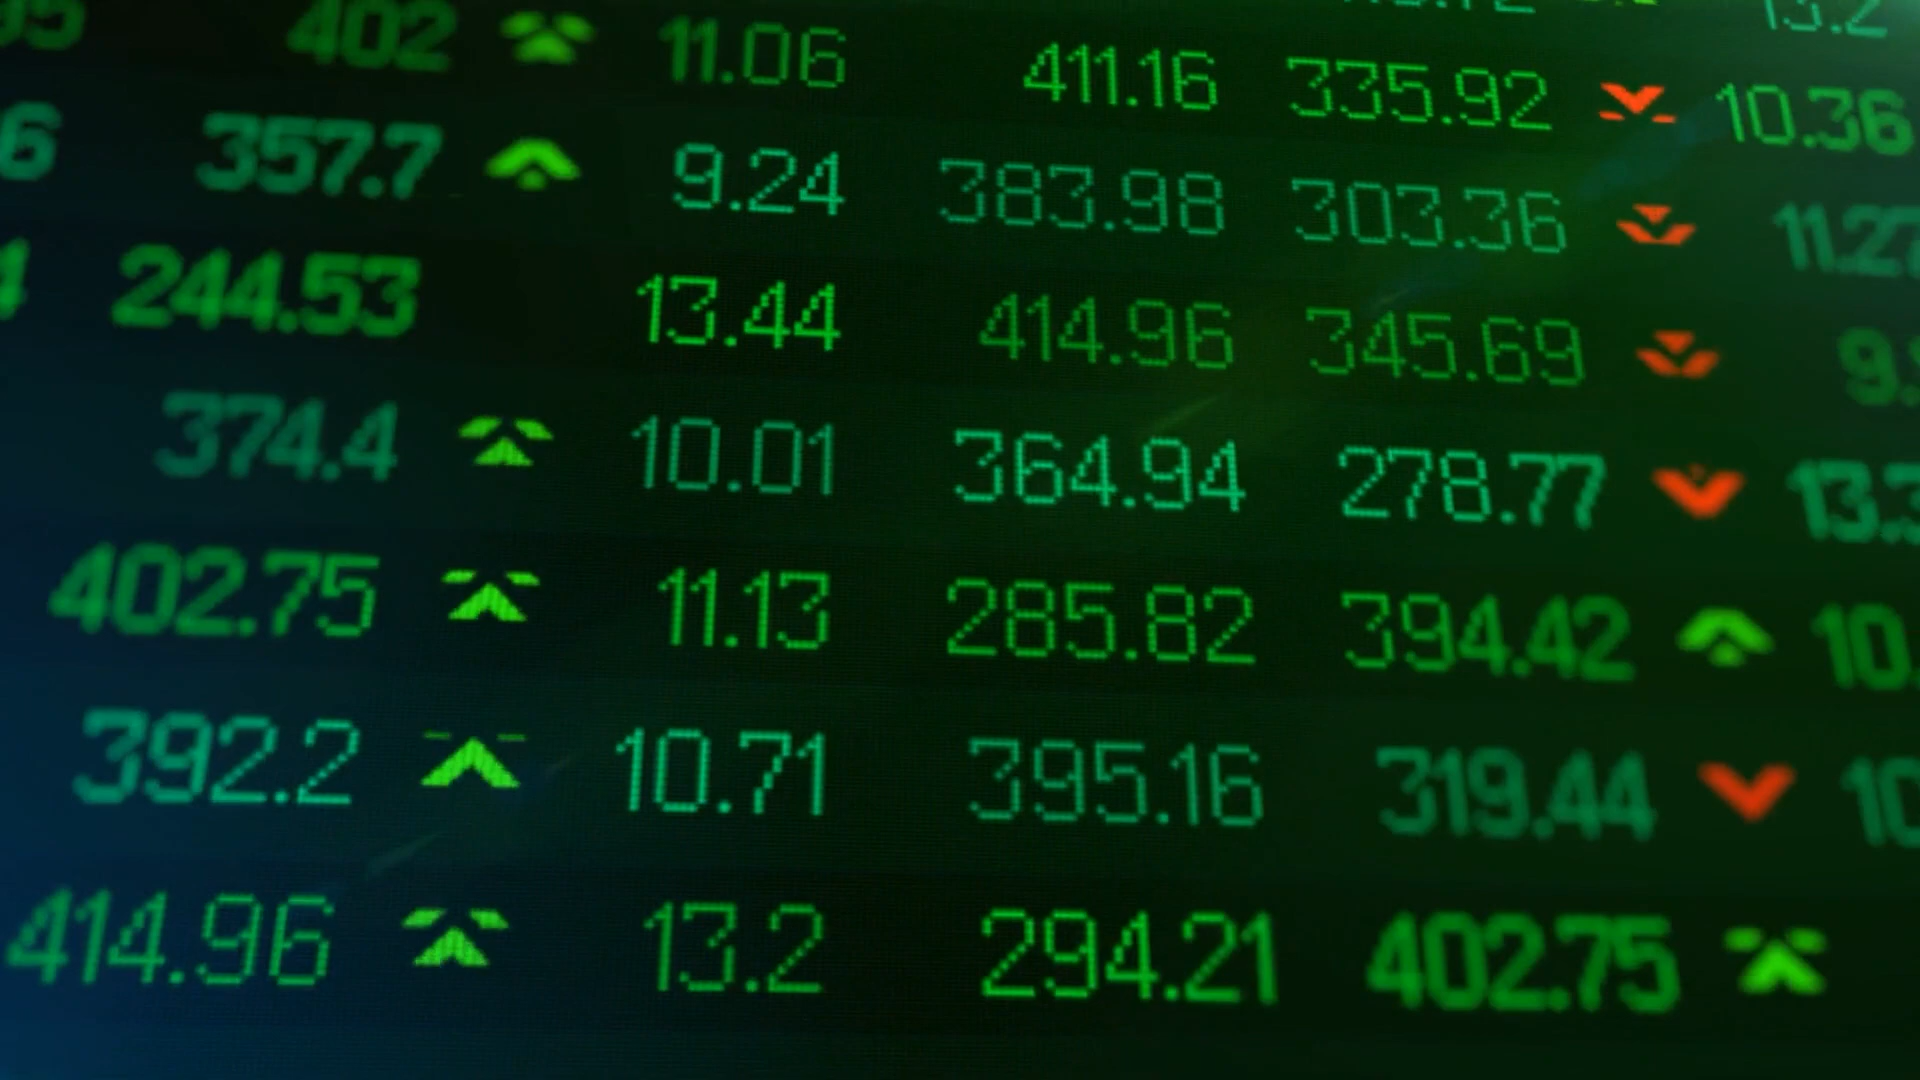 402 11.06 411.16 335.92 10.36
357.7 9.24 383.98 303.36 11.27
244.53 13.44 414.96 345.69
374.4 10.01 364.94 278.77
402.75 11.13 285.82 394.42
392.2 10.71 395.16 319.44
414.96 13.2 294.21 402.75